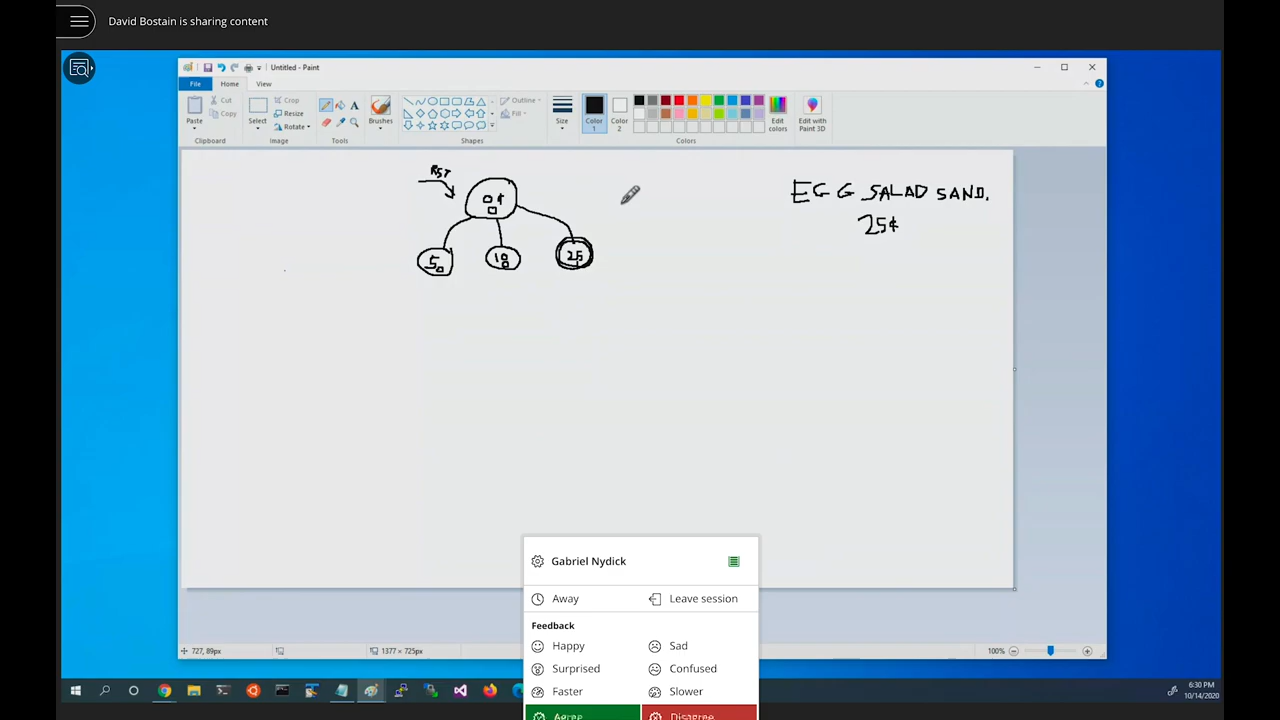 David Bostain is sharing content
Untitled - Paint
File Home View
Paste
Cut
Copy
Clipboard
Select
Crop
Resize
Rotate
Image
Tools
Brushes
Shapes
Outline
Fill
Size
Color 1
Color 2
Colors
Edit colors
Edit with Paint 3D
RST
0¢
5
10
25
EGG SALAD SAND.
25¢
Gabriel Nydick
Away Leave session
Feedback
Happy Sad
Surprised Confused
Faster Slower
Agree Disagree
727, 89px 1377 × 725px 100%
6:30 PM
10/14/2020